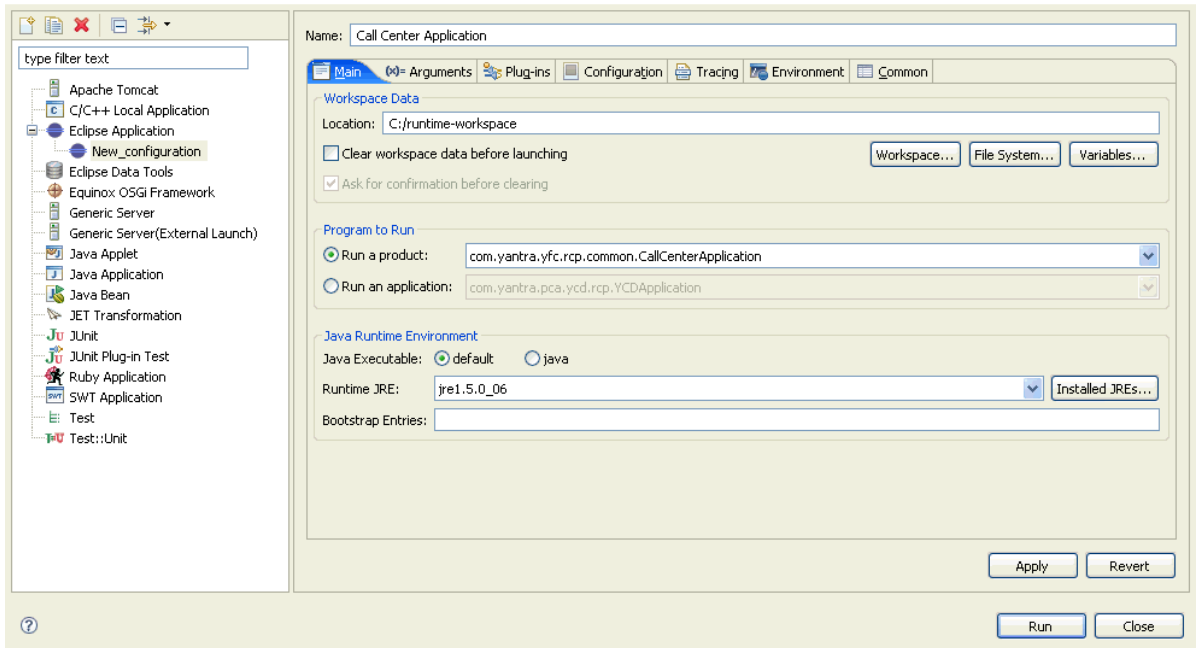 Name: Call Center Application
type filter text
Apache Tomcat
C/C++ Local Application
Eclipse Application
New_configuration
Eclipse Data Tools
Equinox OSGi Framework
Generic Server
Generic Server(External Launch)
Java Applet
Java Application
Java Bean
JET Transformation
JUnit
JUnit Plug-in Test
Ruby Application
SWT Application
Test
Test::Unit
Main (x)= Arguments Plug-ins Configuration Tracing Environment Common
Workspace Data
Location: C:/runtime-workspace
Clear workspace data before launching Workspace... File System... Variables...
Ask for confirmation before clearing
Program to Run
Run a product: com.yantra.yfc.rcp.common.CallCenterApplication
Run an application: com.yantra.pca.ycd.rcp.YCDApplication
Java Runtime Environment
Java Executable: default java
Runtime JRE: jre1.5.0_06 Installed JREs...
Bootstrap Entries:
Apply Revert
Run Close